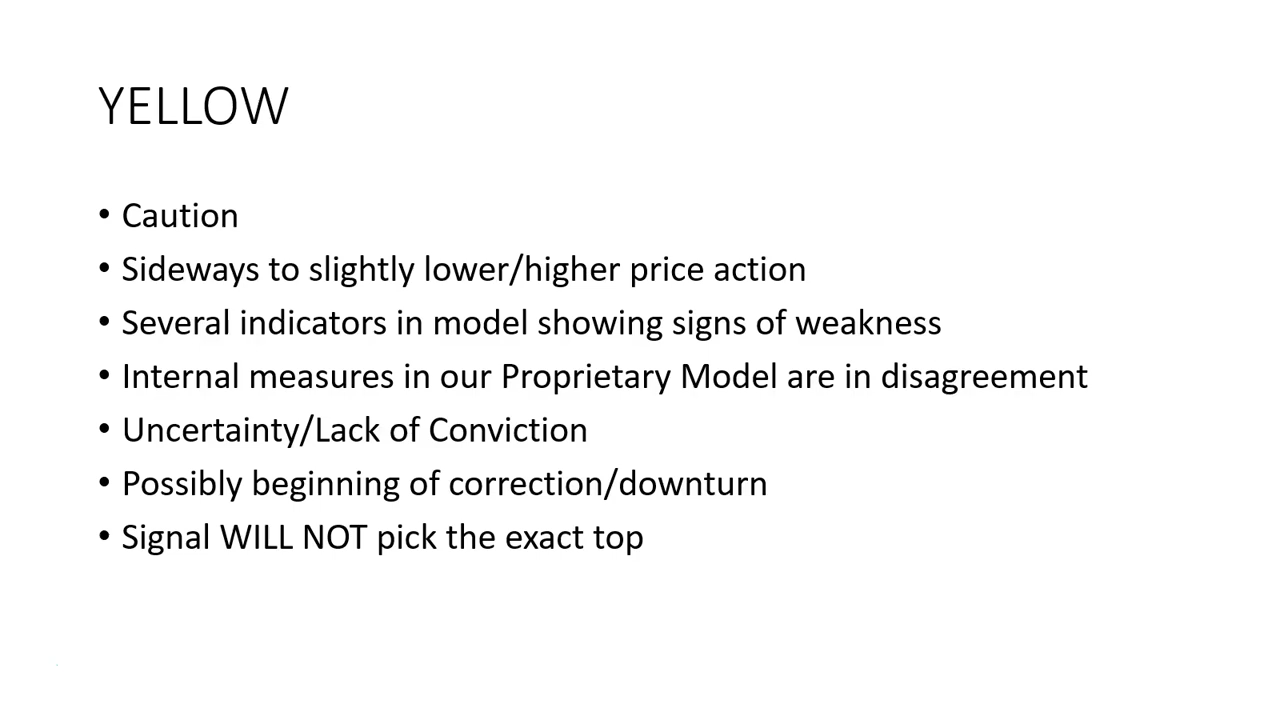 YELLOW
• Caution
• Sideways to slightly lower/higher price action
• Several indicators in model showing signs of weakness
• Internal measures in our Proprietary Model are in disagreement
• Uncertainty/Lack of Conviction
• Possibly beginning of correction/downturn
• Signal WILL NOT pick the exact top